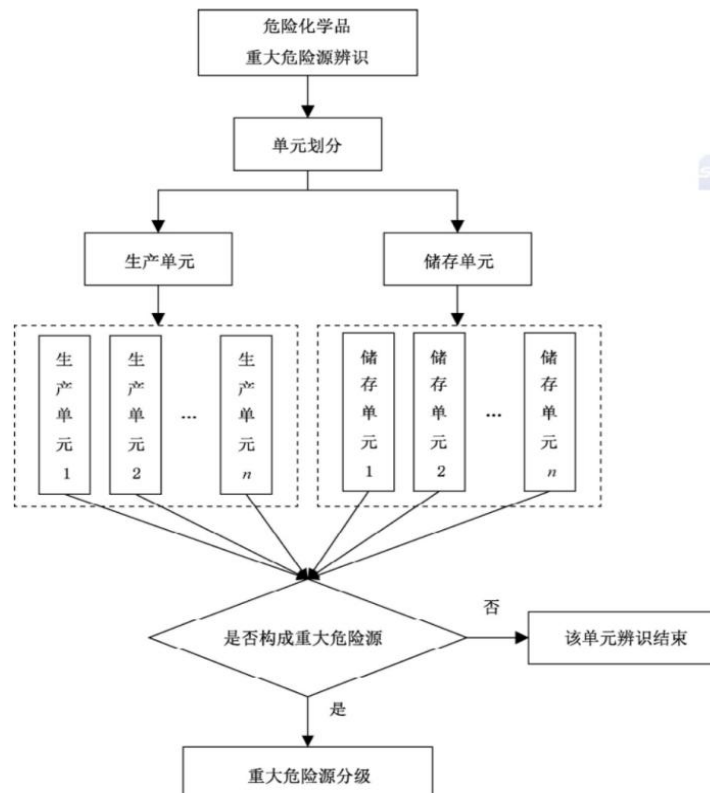 危险化学品
重大危险源辨识
单元划分
生产单元
储存单元
生产单元1
生产单元2
...
生产单元n
储存单元1
储存单元2
...
储存单元n
是否构成重大危险源
否
该单元辨识结束
是
重大危险源分级